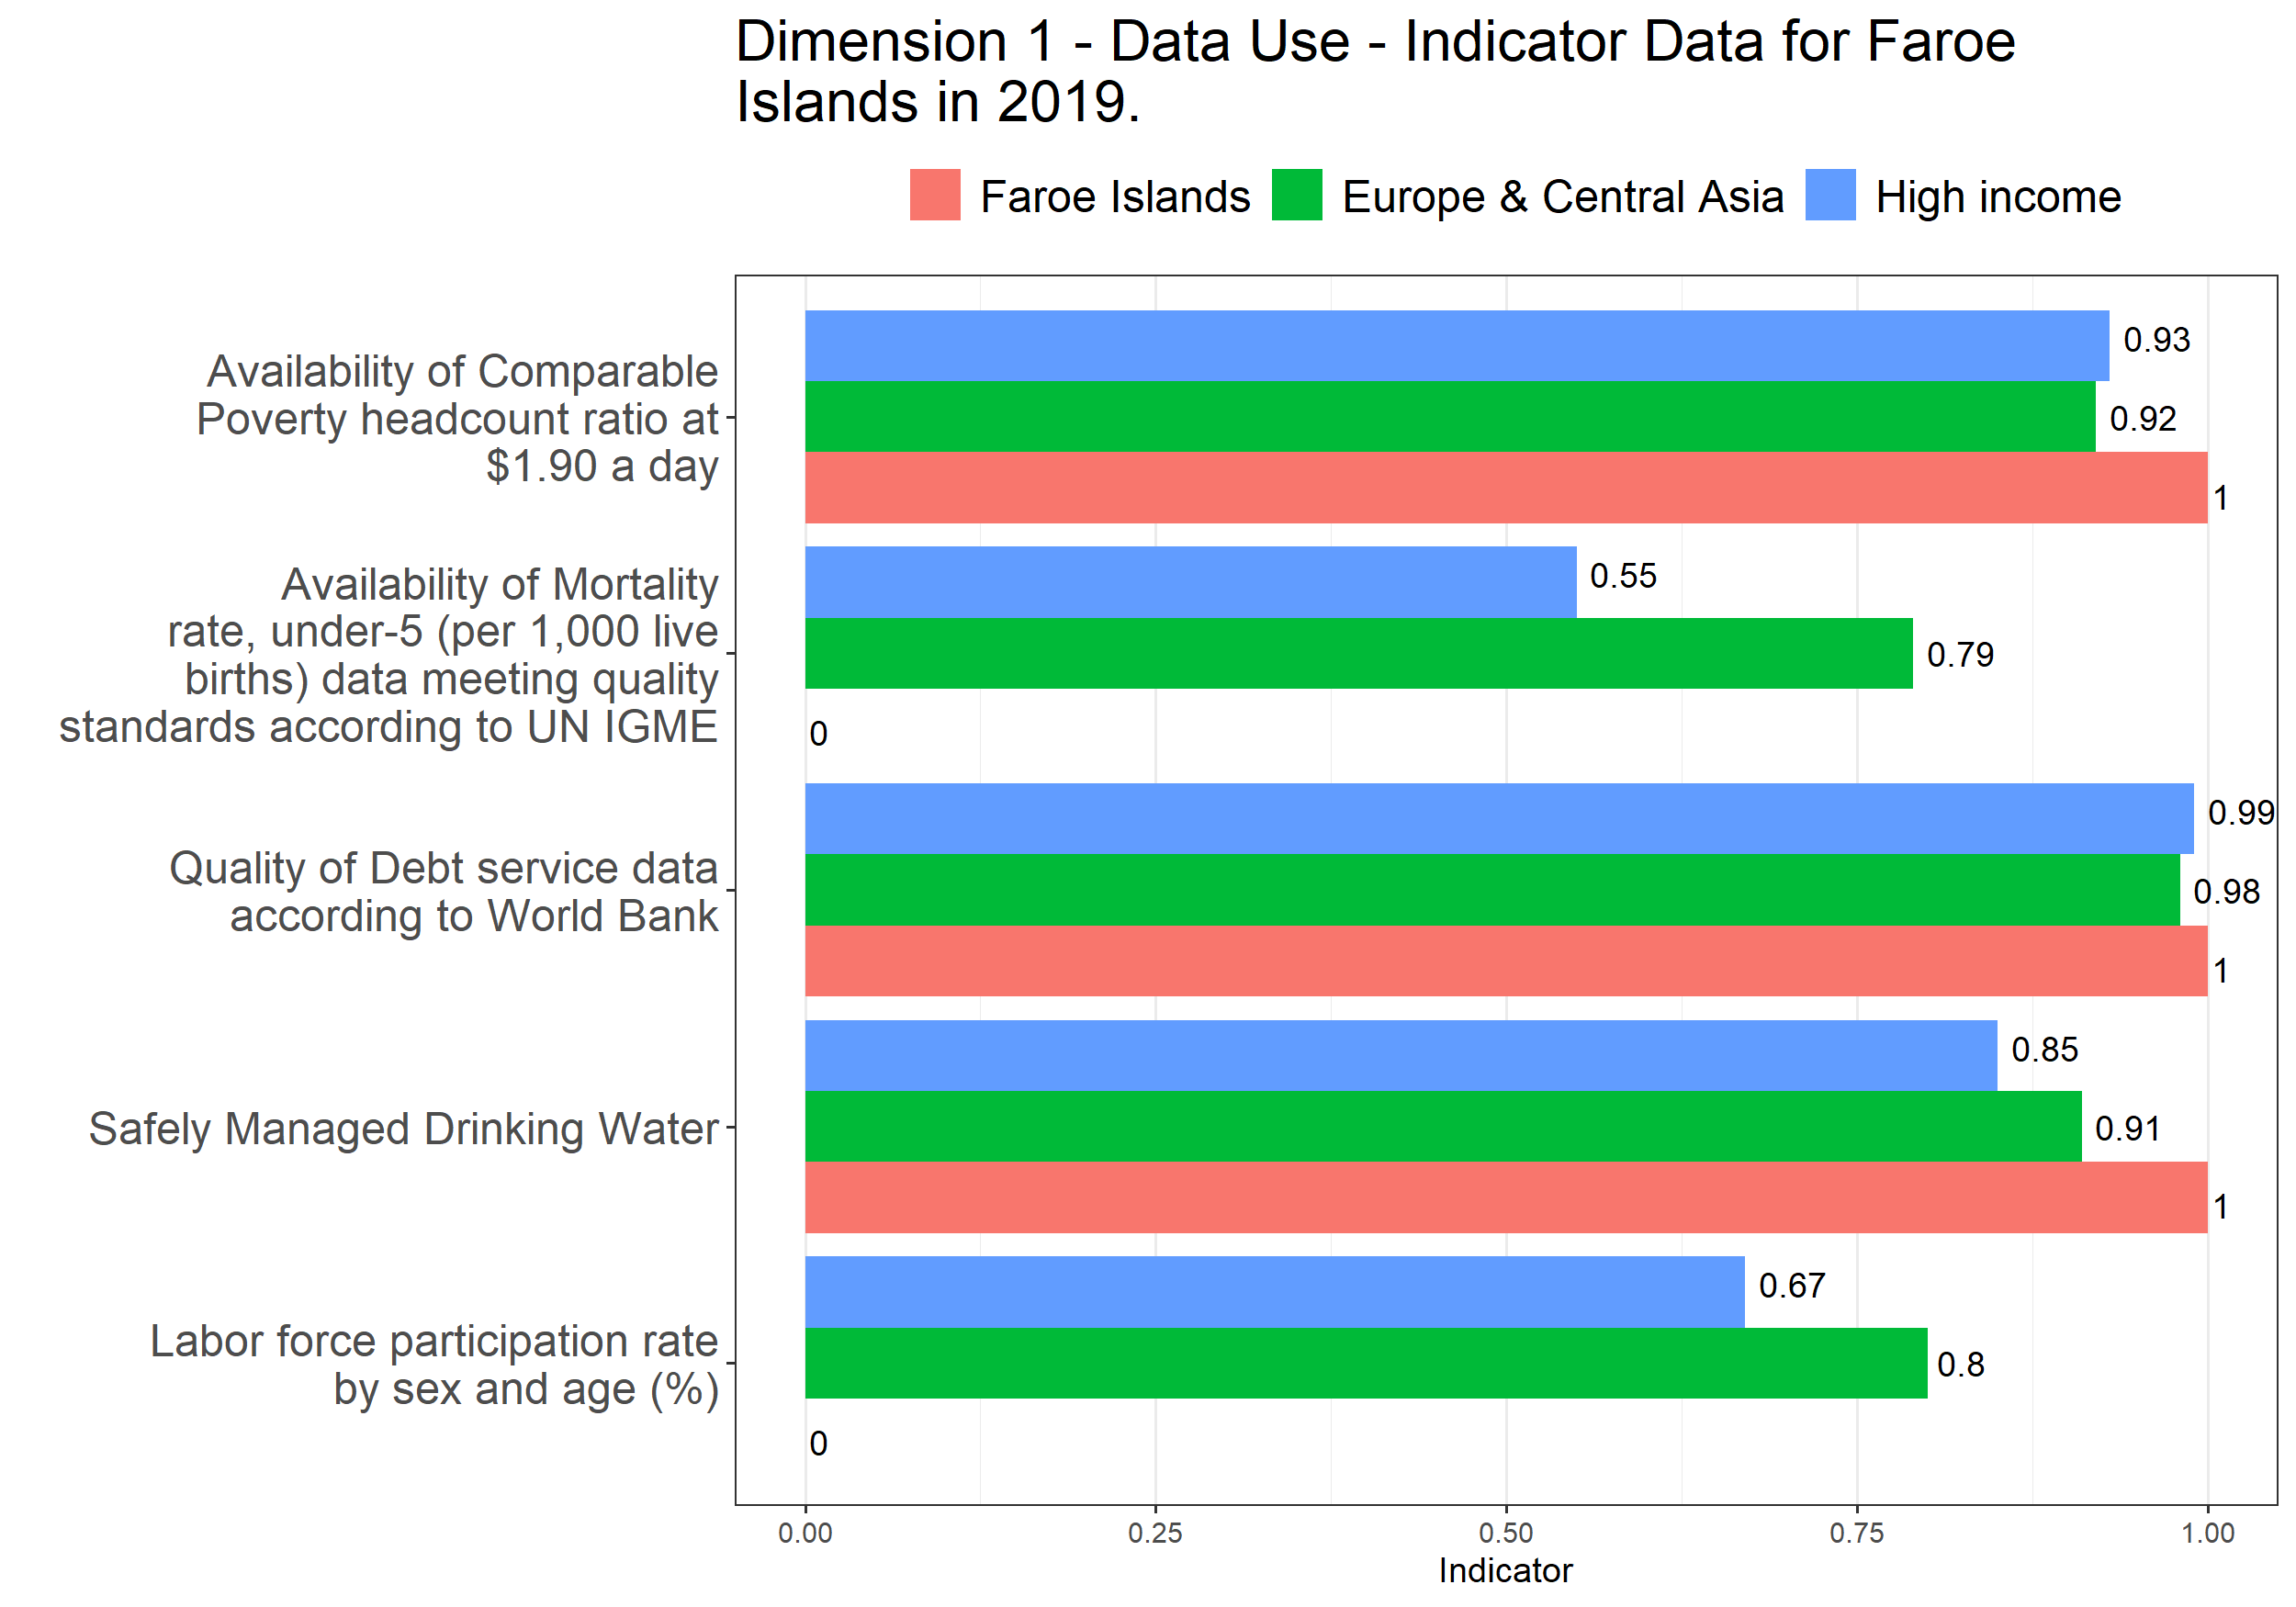 Dimension 1 - Data Use - Indicator Data for Faroe
Islands in 2019.
Faroe Islands
Europe & Central Asia
High income
Availability of Comparable
Poverty headcount ratio at
$1.90 a day
0.93
0.92
1
Availability of Mortality
rate, under-5 (per 1,000 live
births) data meeting quality
standards according to UN IGME
0.55
0.79
0
Quality of Debt service data
according to World Bank
0.99
0.98
1
Safely Managed Drinking Water
0.85
0.91
1
Labor force participation rate
by sex and age (%)
0.67
0.8
0
0.00
0.25
0.50
0.75
1.00
Indicator